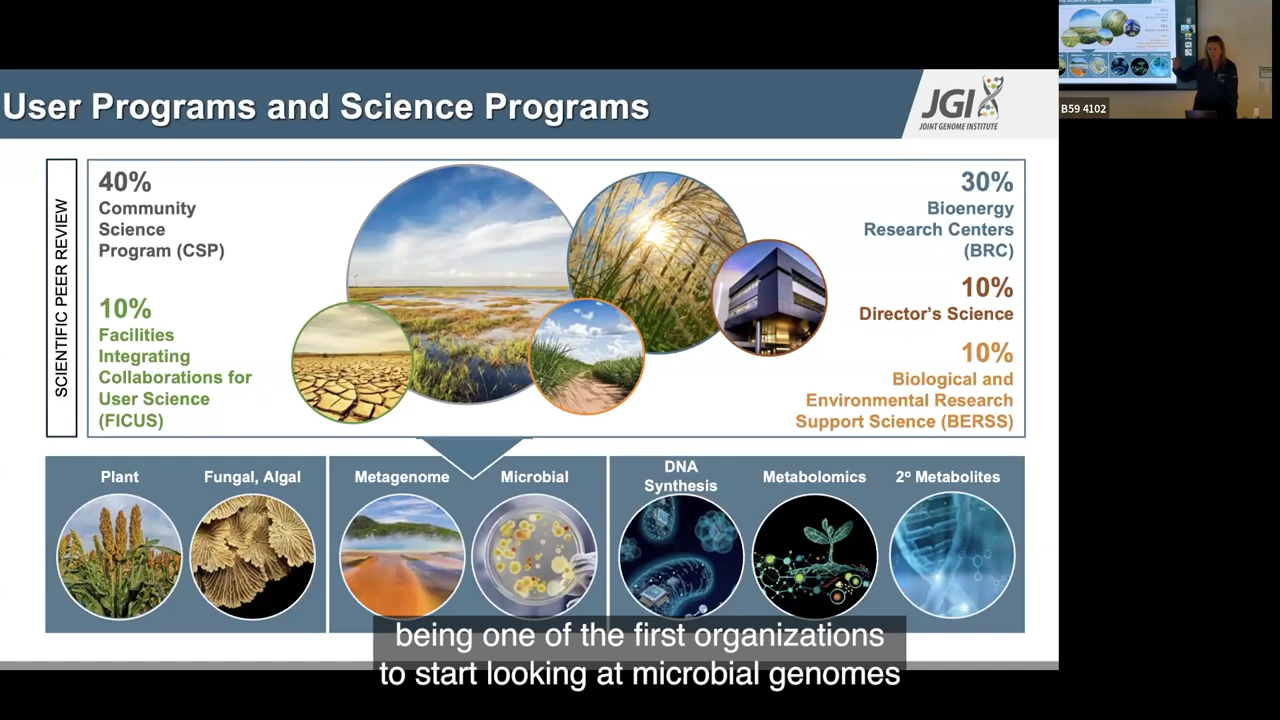 User Programs and Science Programs
JGI
JOINT GENOME INSTITUTE
B59 4102
SCIENTIFIC PEER REVIEW
40%
Community
Science
Program (CSP)
10%
Facilities
Integrating
Collaborations for
User Science
(FICUS)
30%
Bioenergy
Research Centers
(BRC)
10%
Director's Science
10%
Biological and
Environmental Research
Support Science (BERSS)
Plant
Fungal, Algal
Metagenome
Microbial
DNA
Synthesis
Metabolomics
2º Metabolites
being one of the first organizations
to start looking at microbial genomes